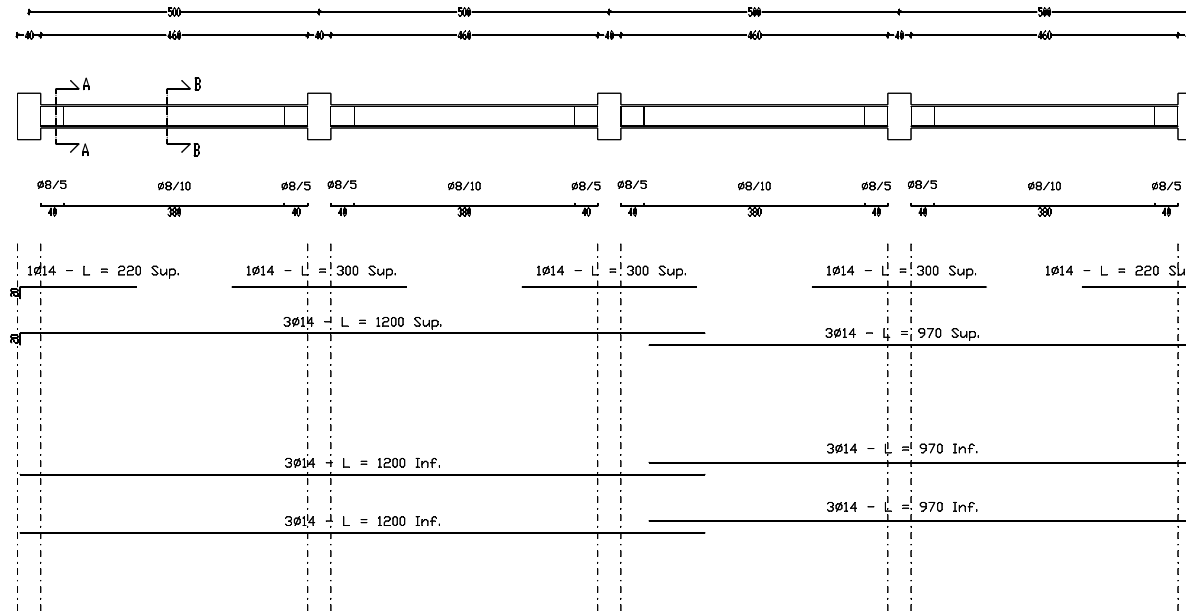 500 500 500 500
40 460 40 460 40 460 40 460
A B
A B
ø8/5 ø8/10 ø8/5 ø8/5 ø8/10 ø8/5 ø8/5 ø8/10 ø8/5 ø8/5 ø8/10 ø8/5
40 380 40 40 380 40 40 380 40 40 380 40
1ø14 - L = 220 Sup. 1ø14 - L = 300 Sup. 1ø14 - L = 300 Sup. 1ø14 - L = 300 Sup. 1ø14 - L = 220 Su
20
3ø14 - L = 1200 Sup.
20
3ø14 - L = 970 Sup.
3ø14 - L = 970 Inf.
3ø14 - L = 1200 Inf.
3ø14 - L = 970 Inf.
3ø14 - L = 1200 Inf.